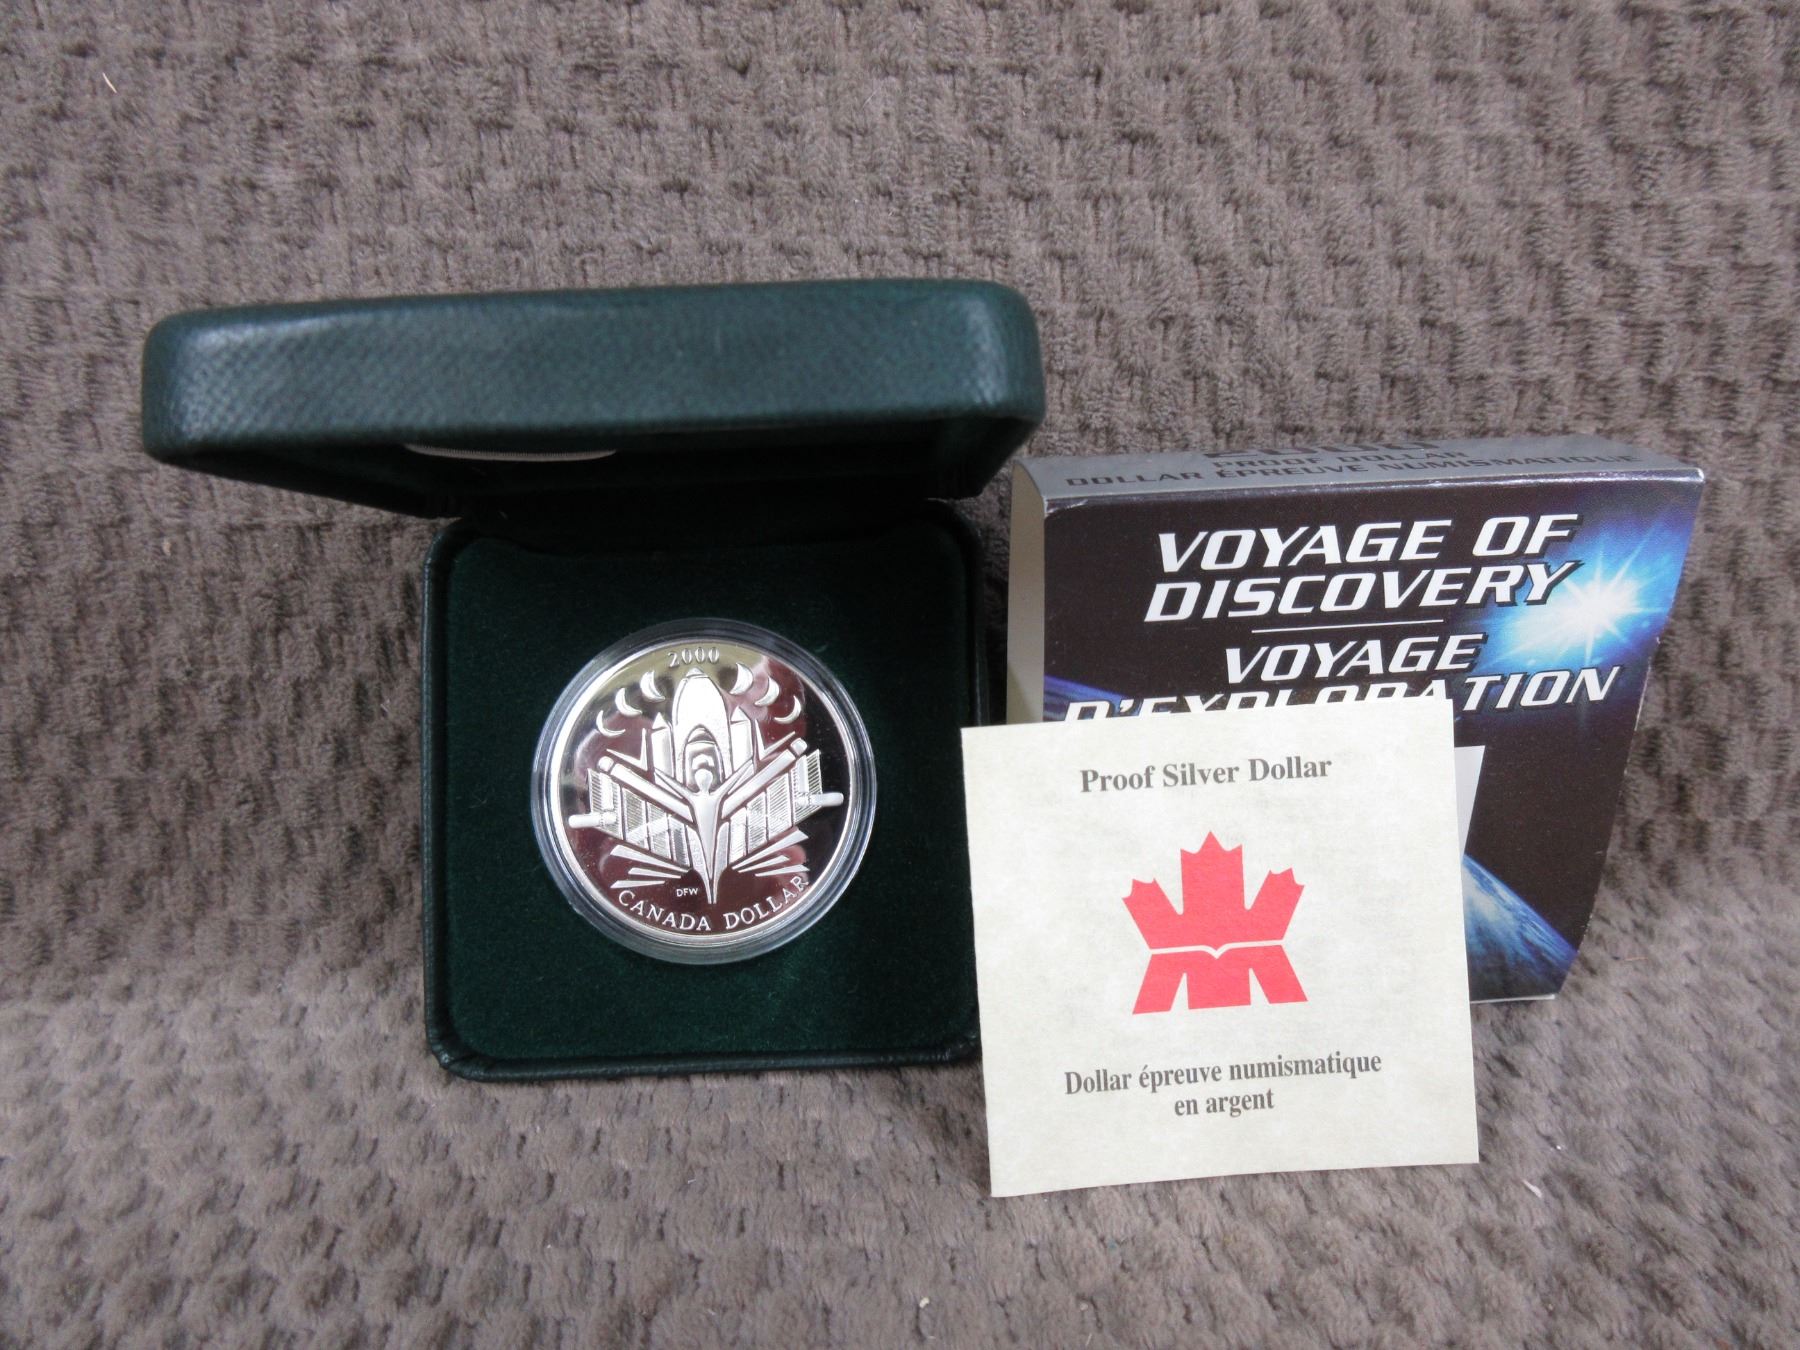 2000
DFW
CANADA DOLLAR
PROOF DOLLAR
DOLLAR ÉPREUVE NUMISMATIQUE
VOYAGE OF
DISCOVERY
VOYAGE
D'EXPLORATION
Proof Silver Dollar
Dollar épreuve numismatique
en argent